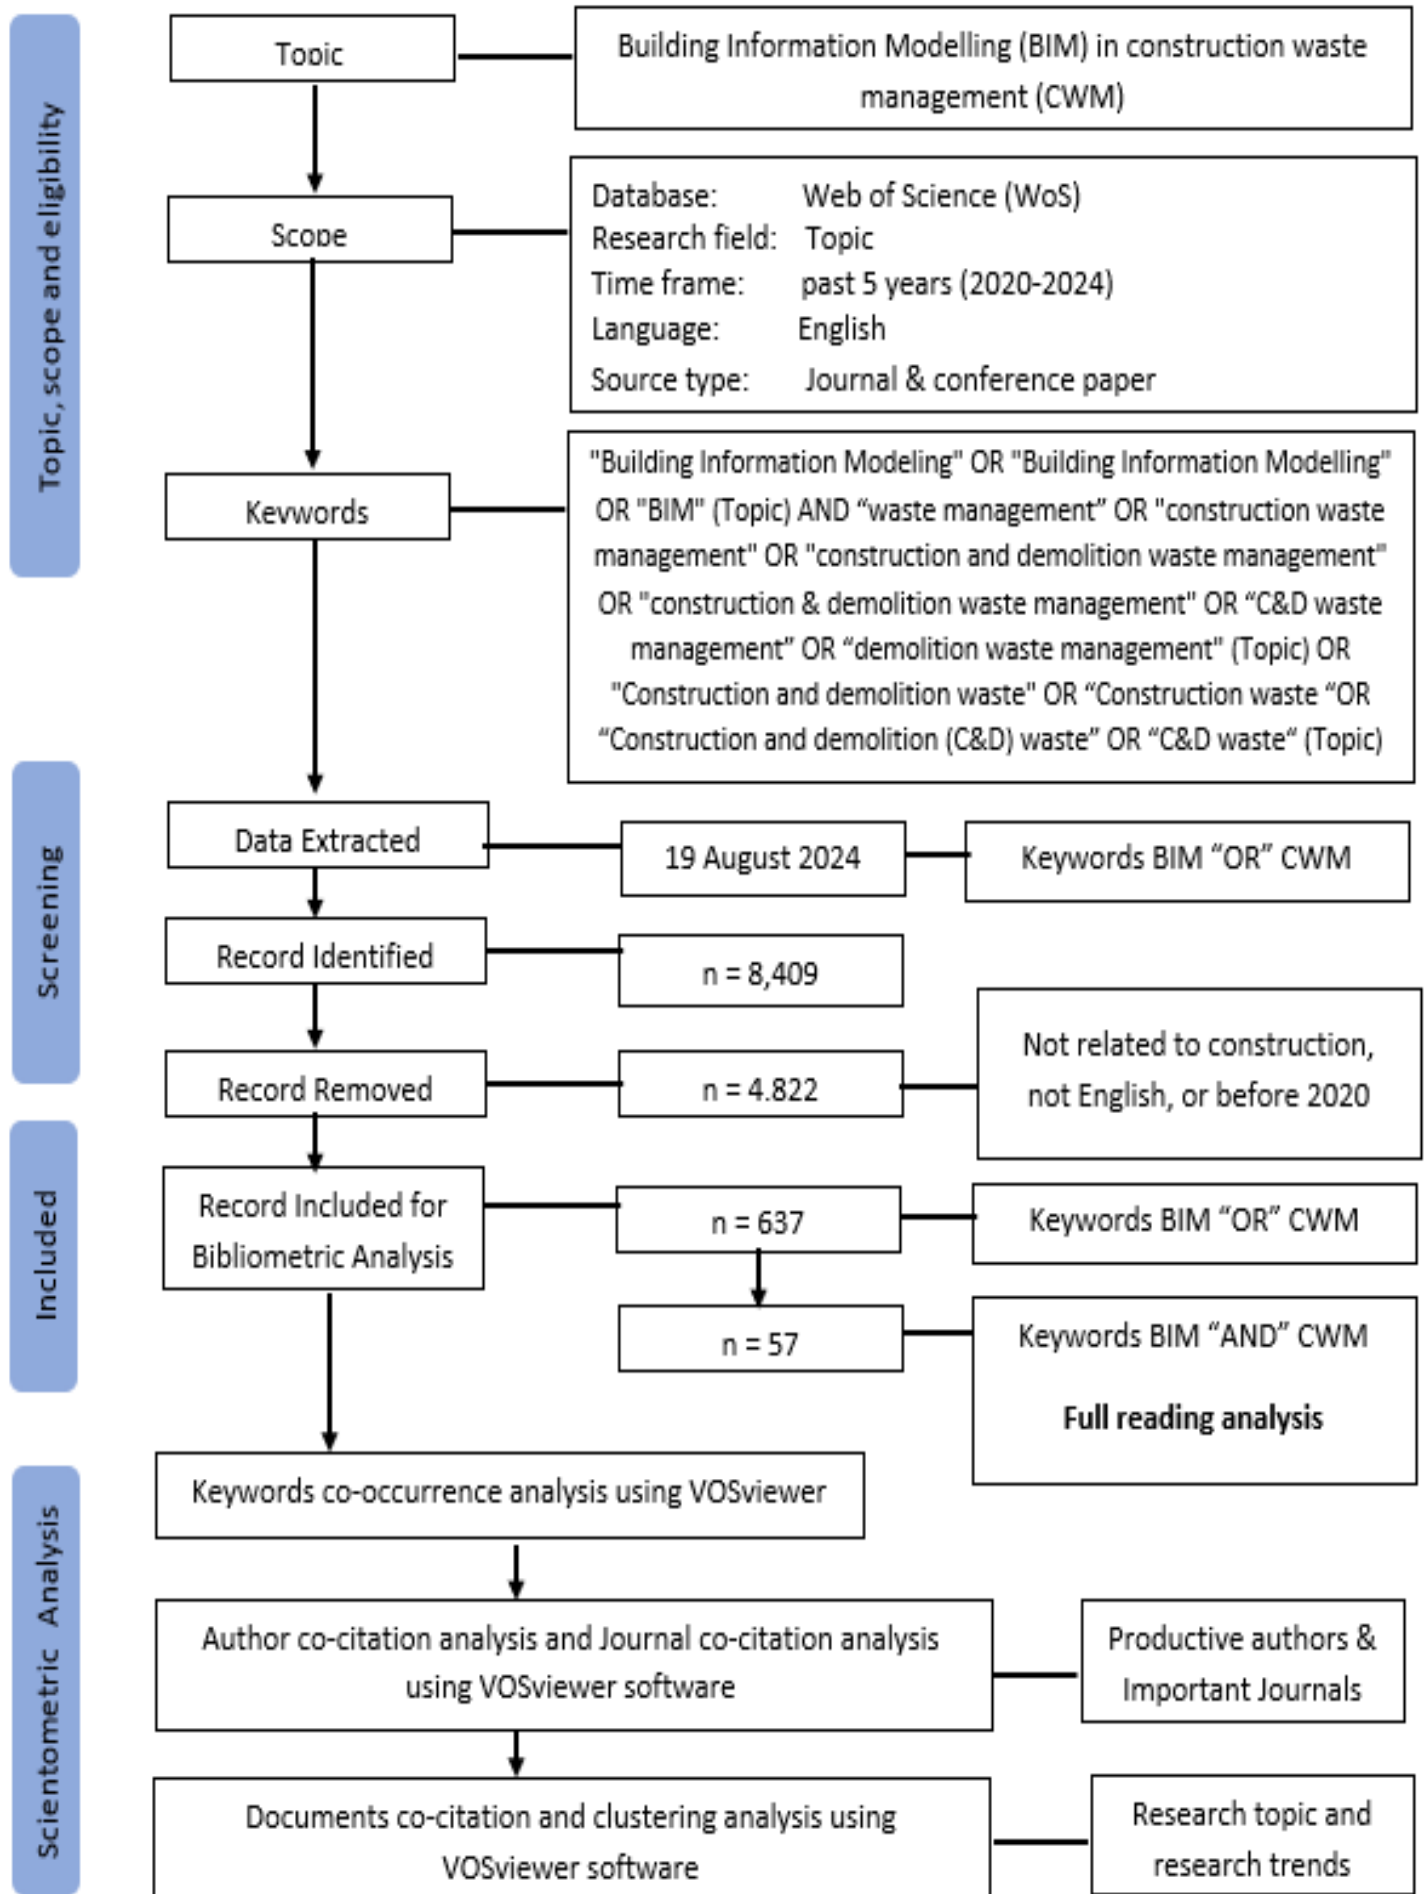 Topic, scope and eligibility
Topic
Building Information Modelling (BIM) in construction waste
management (CWM)
Scope
Database: Web of Science (WoS)
Research field: Topic
Time frame: past 5 years (2020-2024)
Language: English
Source type: Journal & conference paper
Keywords
"Building Information Modeling" OR "Building Information Modelling"
OR "BIM" (Topic) AND “waste management” OR "construction waste
management" OR "construction and demolition waste management"
OR "construction & demolition waste management" OR “C&D waste
management” OR “demolition waste management" (Topic) OR
"Construction and demolition waste" OR “Construction waste “OR
“Construction and demolition (C&D) waste” OR “C&D waste“ (Topic)
Screening
Data Extracted
19 August 2024
Keywords BIM “OR” CWM
Record Identified
n = 8,409
Record Removed
n = 4.822
Not related to construction,
not English, or before 2020
Included
Record Included for
Bibliometric Analysis
n = 637
Keywords BIM “OR” CWM
n = 57
Keywords BIM “AND” CWM
Full reading analysis
Scientometric Analysis
Keywords co-occurrence analysis using VOSviewer
Author co-citation analysis and Journal co-citation analysis
using VOSviewer software
Productive authors &
Important Journals
Documents co-citation and clustering analysis using
VOSviewer software
Research topic and
research trends